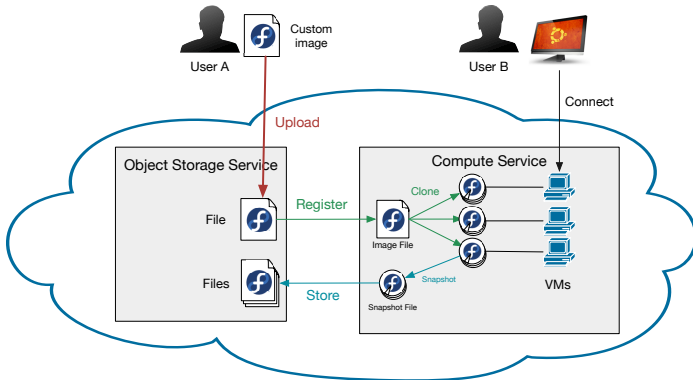 Custom
image
User A
User B
Connect
Upload
Object Storage Service
Compute Service
Clone
File
Register
Image File
Snapshot
Files
Store
Snapshot File
VMs